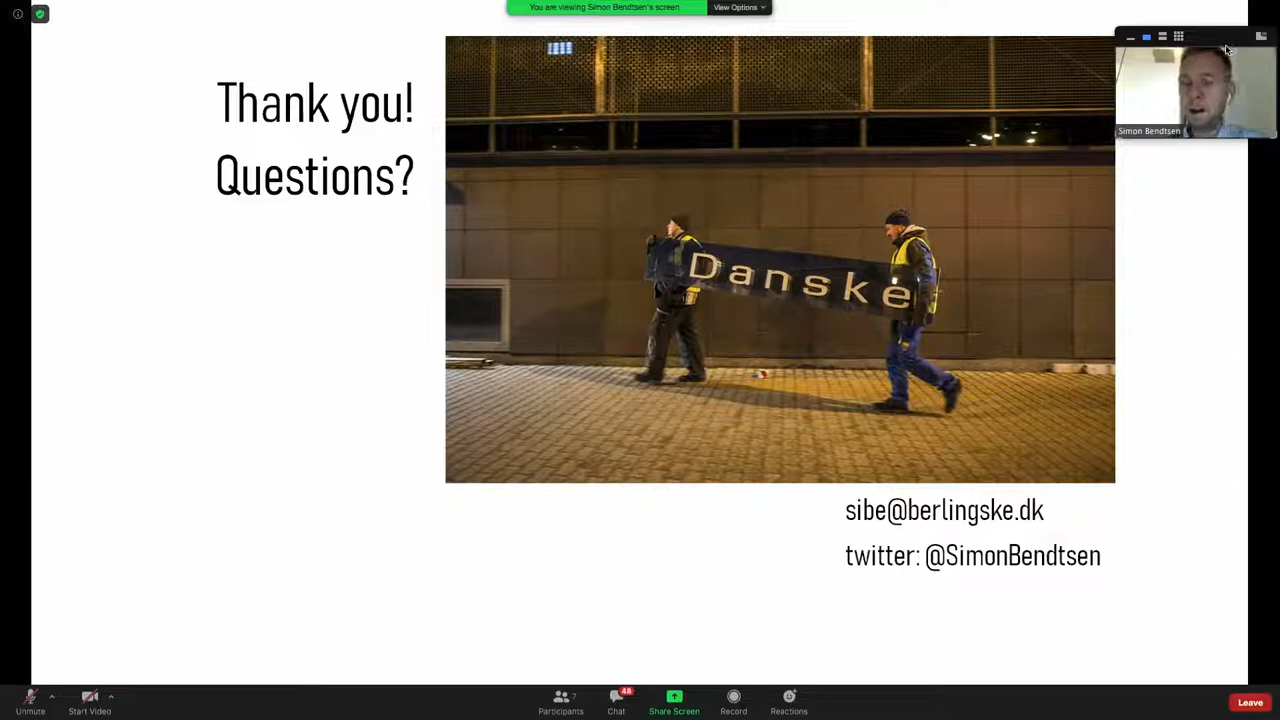 You are viewing Simon Bendtsen's screen
View Options
Thank you!
Questions?
Danske
Simon Bendtsen
sibe@berlingske.dk
twitter: @SimonBendtsen
Unmute
Start Video
Participants
7
Chat
48
Share Screen
Record
Reactions
Leave